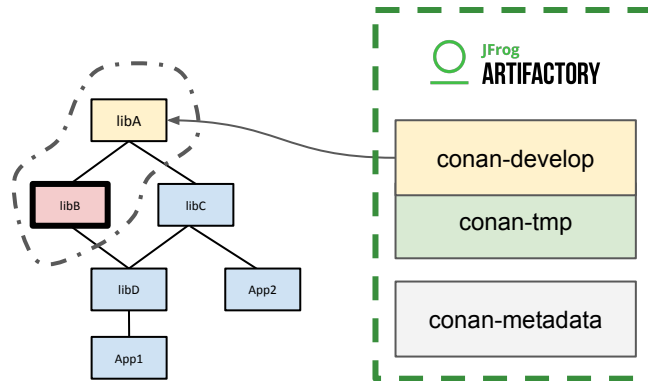 JFrog
ARTIFACTORY
libA
conan-develop
libB
libC
conan-tmp
libD
App2
conan-metadata
App1